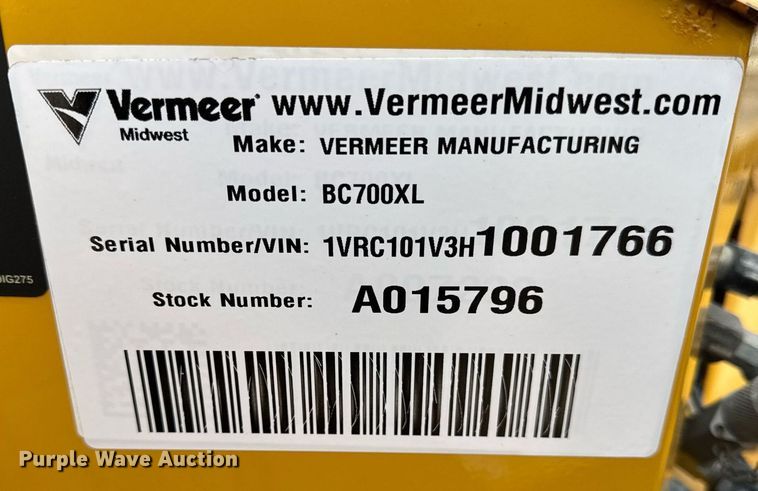 Vermeer® www.VermeerMidwest.com
Midwest
Make: VERMEER MANUFACTURING
Model: BC700XL
Serial Number/VIN: 1VRC101V3H1001766
Stock Number: A015796
IG275
Purple Wave Auction